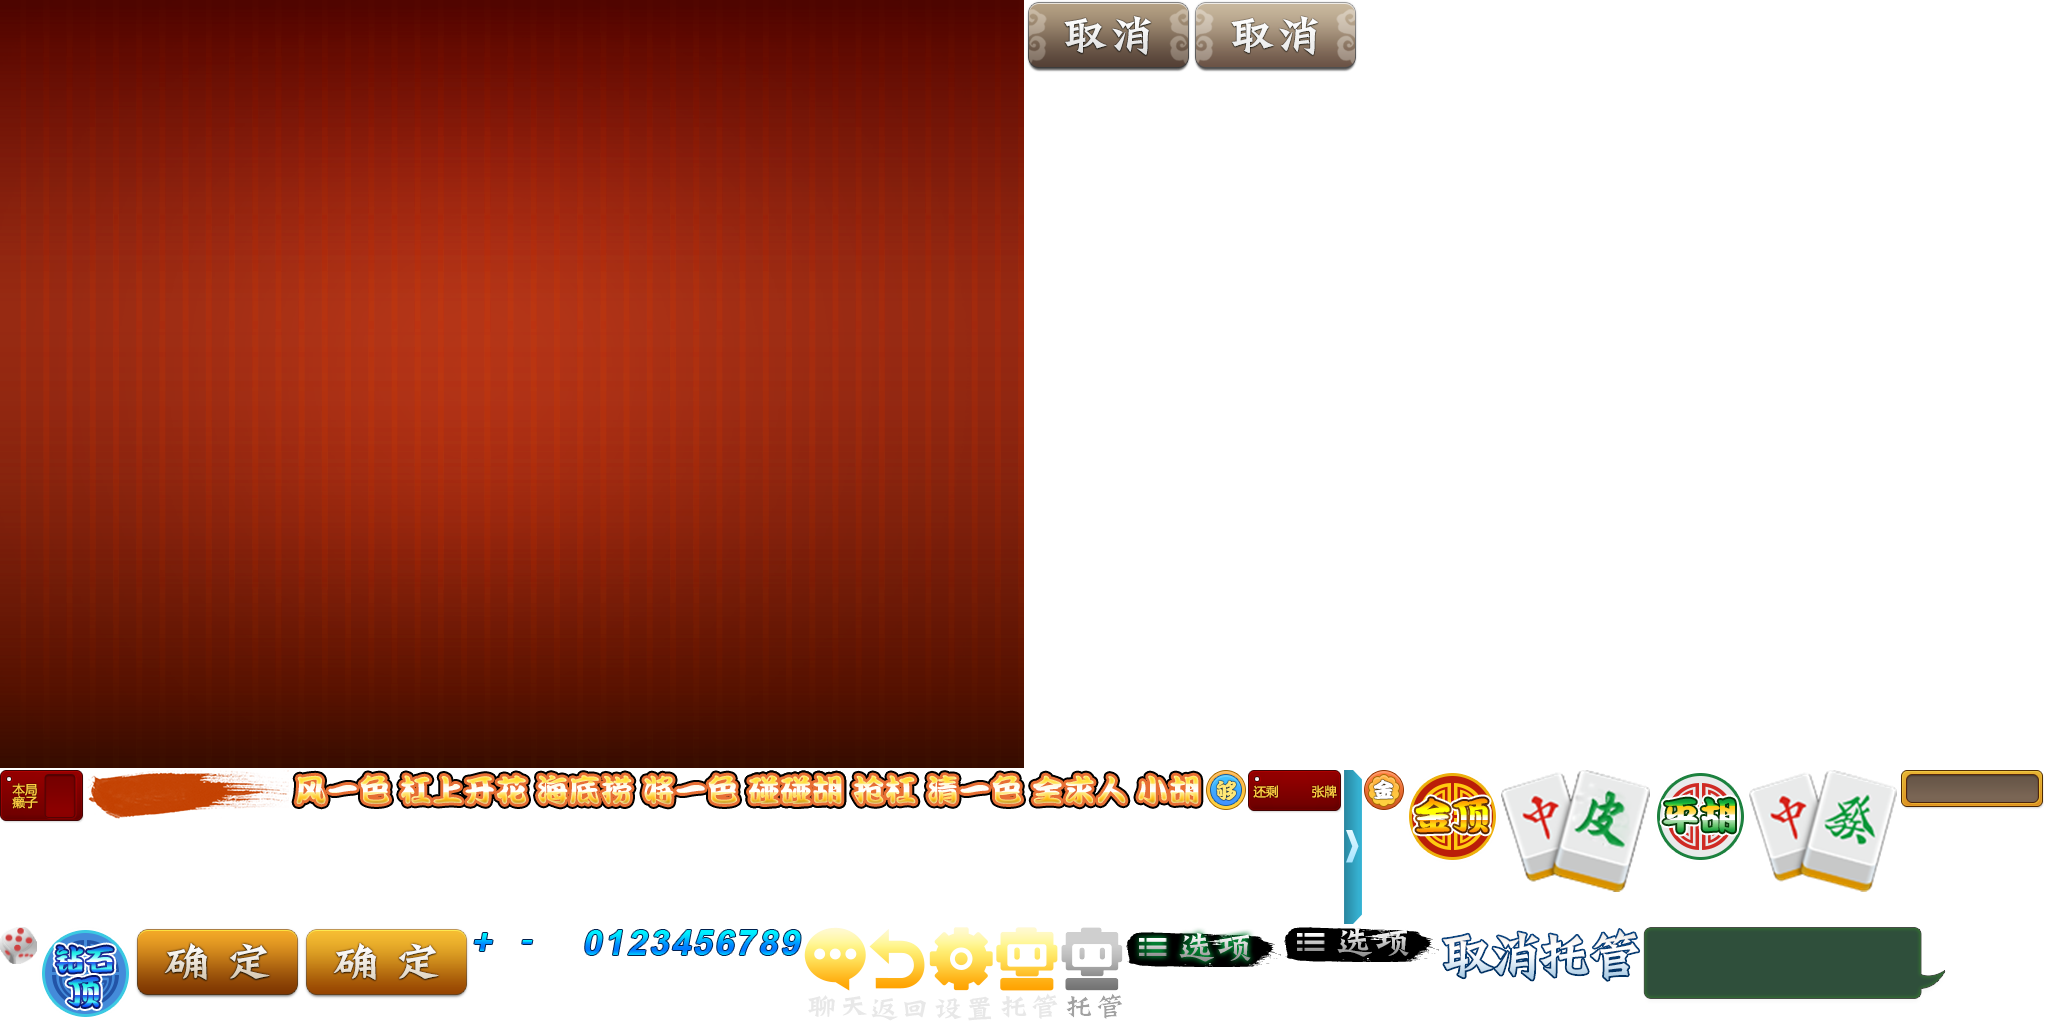 取消
取消
本局
癞子
风一色
杠上开花
海底捞
将一色
碰碰胡
抢杠
清一色
全求人
小胡
够
还剩 张牌
金
金顶
中
皮
平胡
中
發
钻石
顶
确定
确定
+ - 0123456789
聊天
返回
设置
托管
托管
选项
选项
取消托管